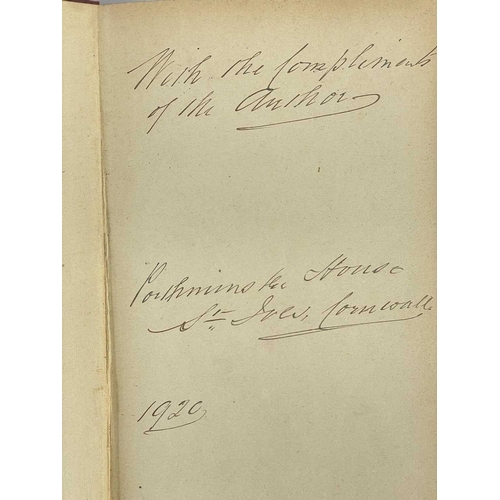 With the Compliments
of the Author
Porthminster House
St Ives, Cornwall
1920